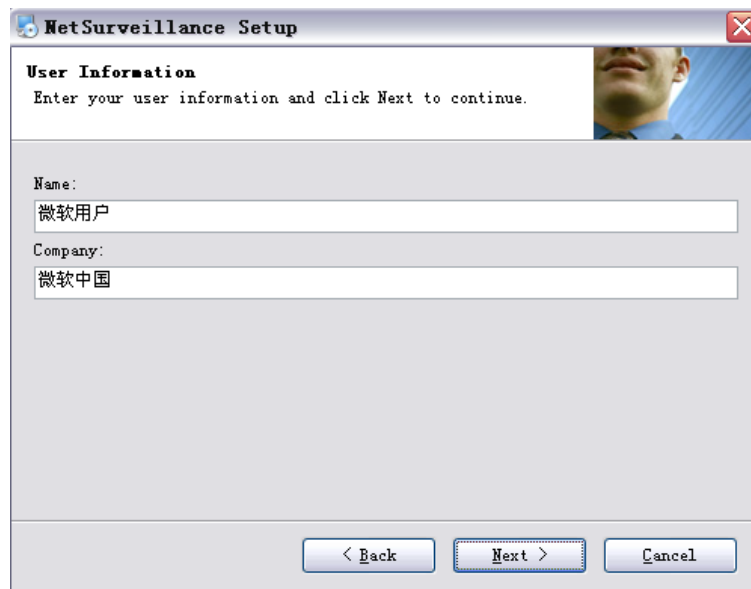 NetSurveillance Setup
User Information
Enter your user information and click Next to continue.
Name:
微软用户
Company:
微软中国
< Back
Next >
Cancel